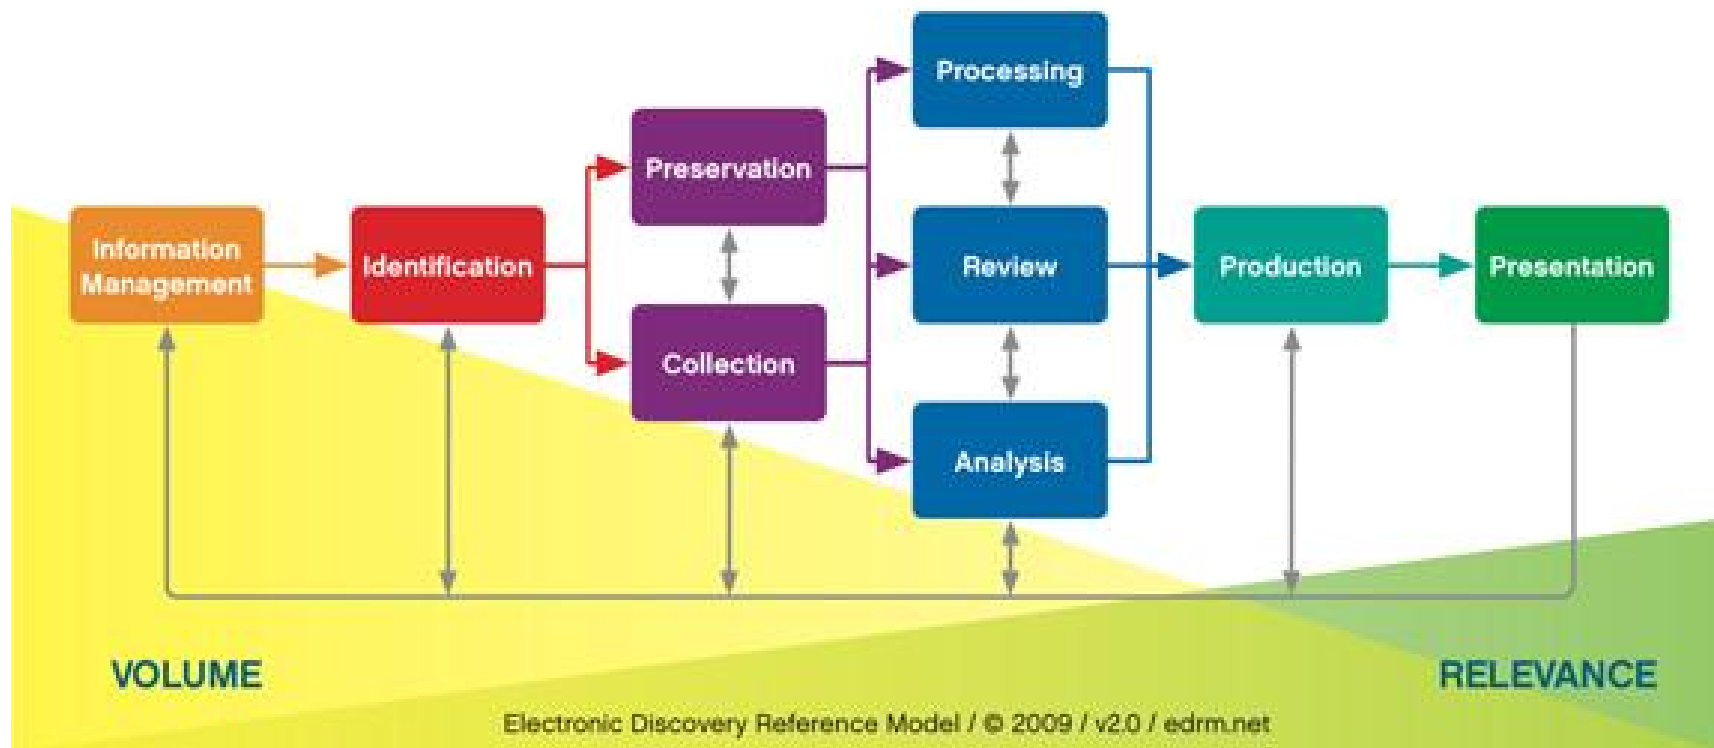 Processing
Preservation
Information
Management
Identification
Review
Production
Presentation
Collection
Analysis
VOLUME
RELEVANCE
Electronic Discovery Reference Model / © 2009 / v2.0 / edrm.net